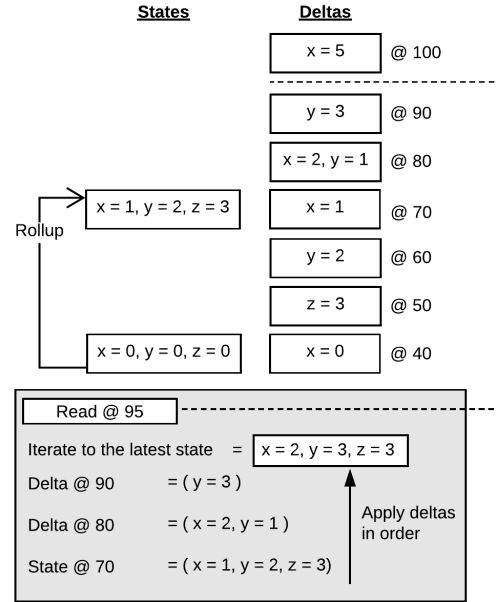 States Deltas
x = 5 @ 100
y = 3 @ 90
x = 2, y = 1 @ 80
x = 1, y = 2, z = 3 x = 1 @ 70
Rollup
y = 2 @ 60
z = 3 @ 50
x = 0, y = 0, z = 0 x = 0 @ 40
Read @ 95
Iterate to the latest state = x = 2, y = 3, z = 3
Delta @ 90 = ( y = 3 )
Delta @ 80 = ( x = 2, y = 1 )
State @ 70 = ( x = 1, y = 2, z = 3)
Apply deltas
in order